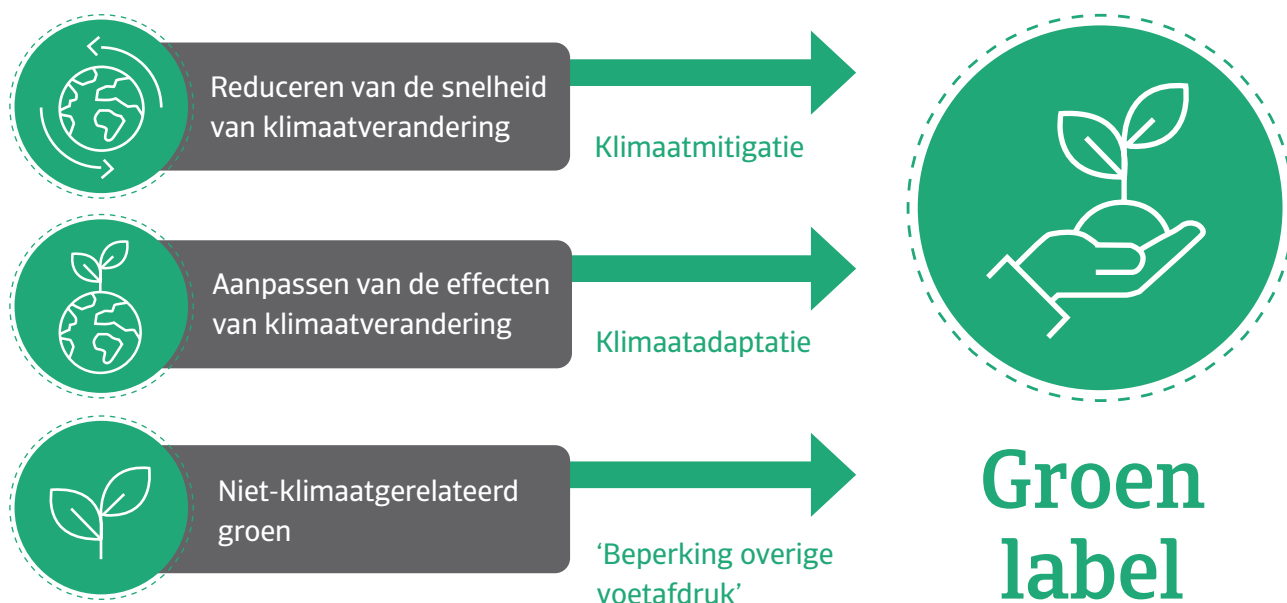 Reduceren van de snelheid
van klimaatverandering
Klimaatmitigatie
Aanpassen van de effecten
van klimaatverandering
Klimaatadaptatie
Niet-klimaatgerelateerd
groen
‘Beperking overige
voetafdruk’
Groen
label